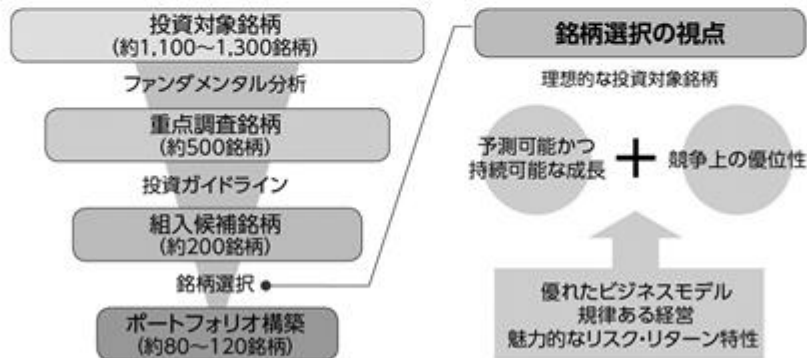 投資対象銘柄
(約1,100～1,300銘柄)
ファンダメンタル分析
重点調査銘柄
(約500銘柄)
投資ガイドライン
組入候補銘柄
(約200銘柄)
銘柄選択
ポートフォリオ構築
(約80～120銘柄)
銘柄選択の視点
理想的な投資対象銘柄
予測可能かつ
持続可能な成長
+
競争上の優位性
優れたビジネスモデル
規律ある経営
魅力的なリスク・リターン特性